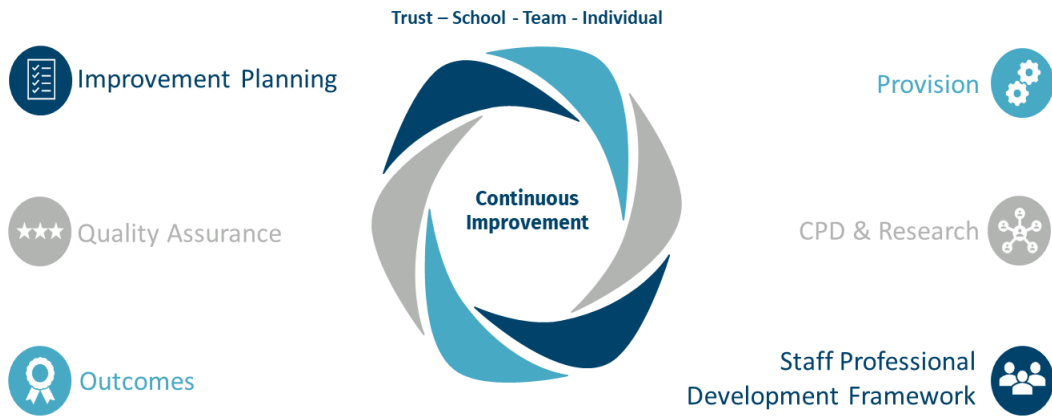 Trust – School - Team - Individual
Improvement Planning
Provision
Quality Assurance
Continuous
Improvement
CPD & Research
Outcomes
Staff Professional
Development Framework